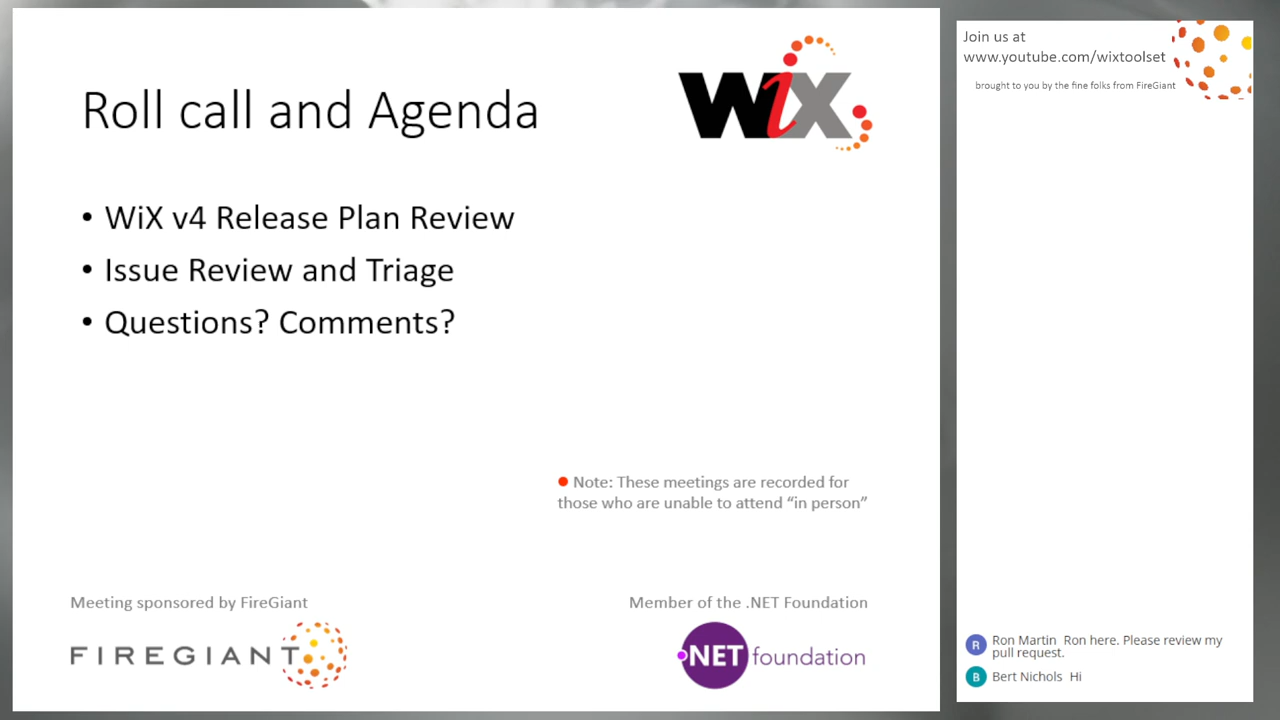 Roll call and Agenda
WiX
• WiX v4 Release Plan Review
• Issue Review and Triage
• Questions? Comments?
Note: These meetings are recorded for
those who are unable to attend “in person”
Meeting sponsored by FireGiant
FIREGIANT
Member of the .NET Foundation
.NET foundation
Join us at
www.youtube.com/wixtoolset
brought to you by the fine folks from FireGiant
R Ron Martin Ron here. Please review my
pull request.
B Bert Nichols Hi